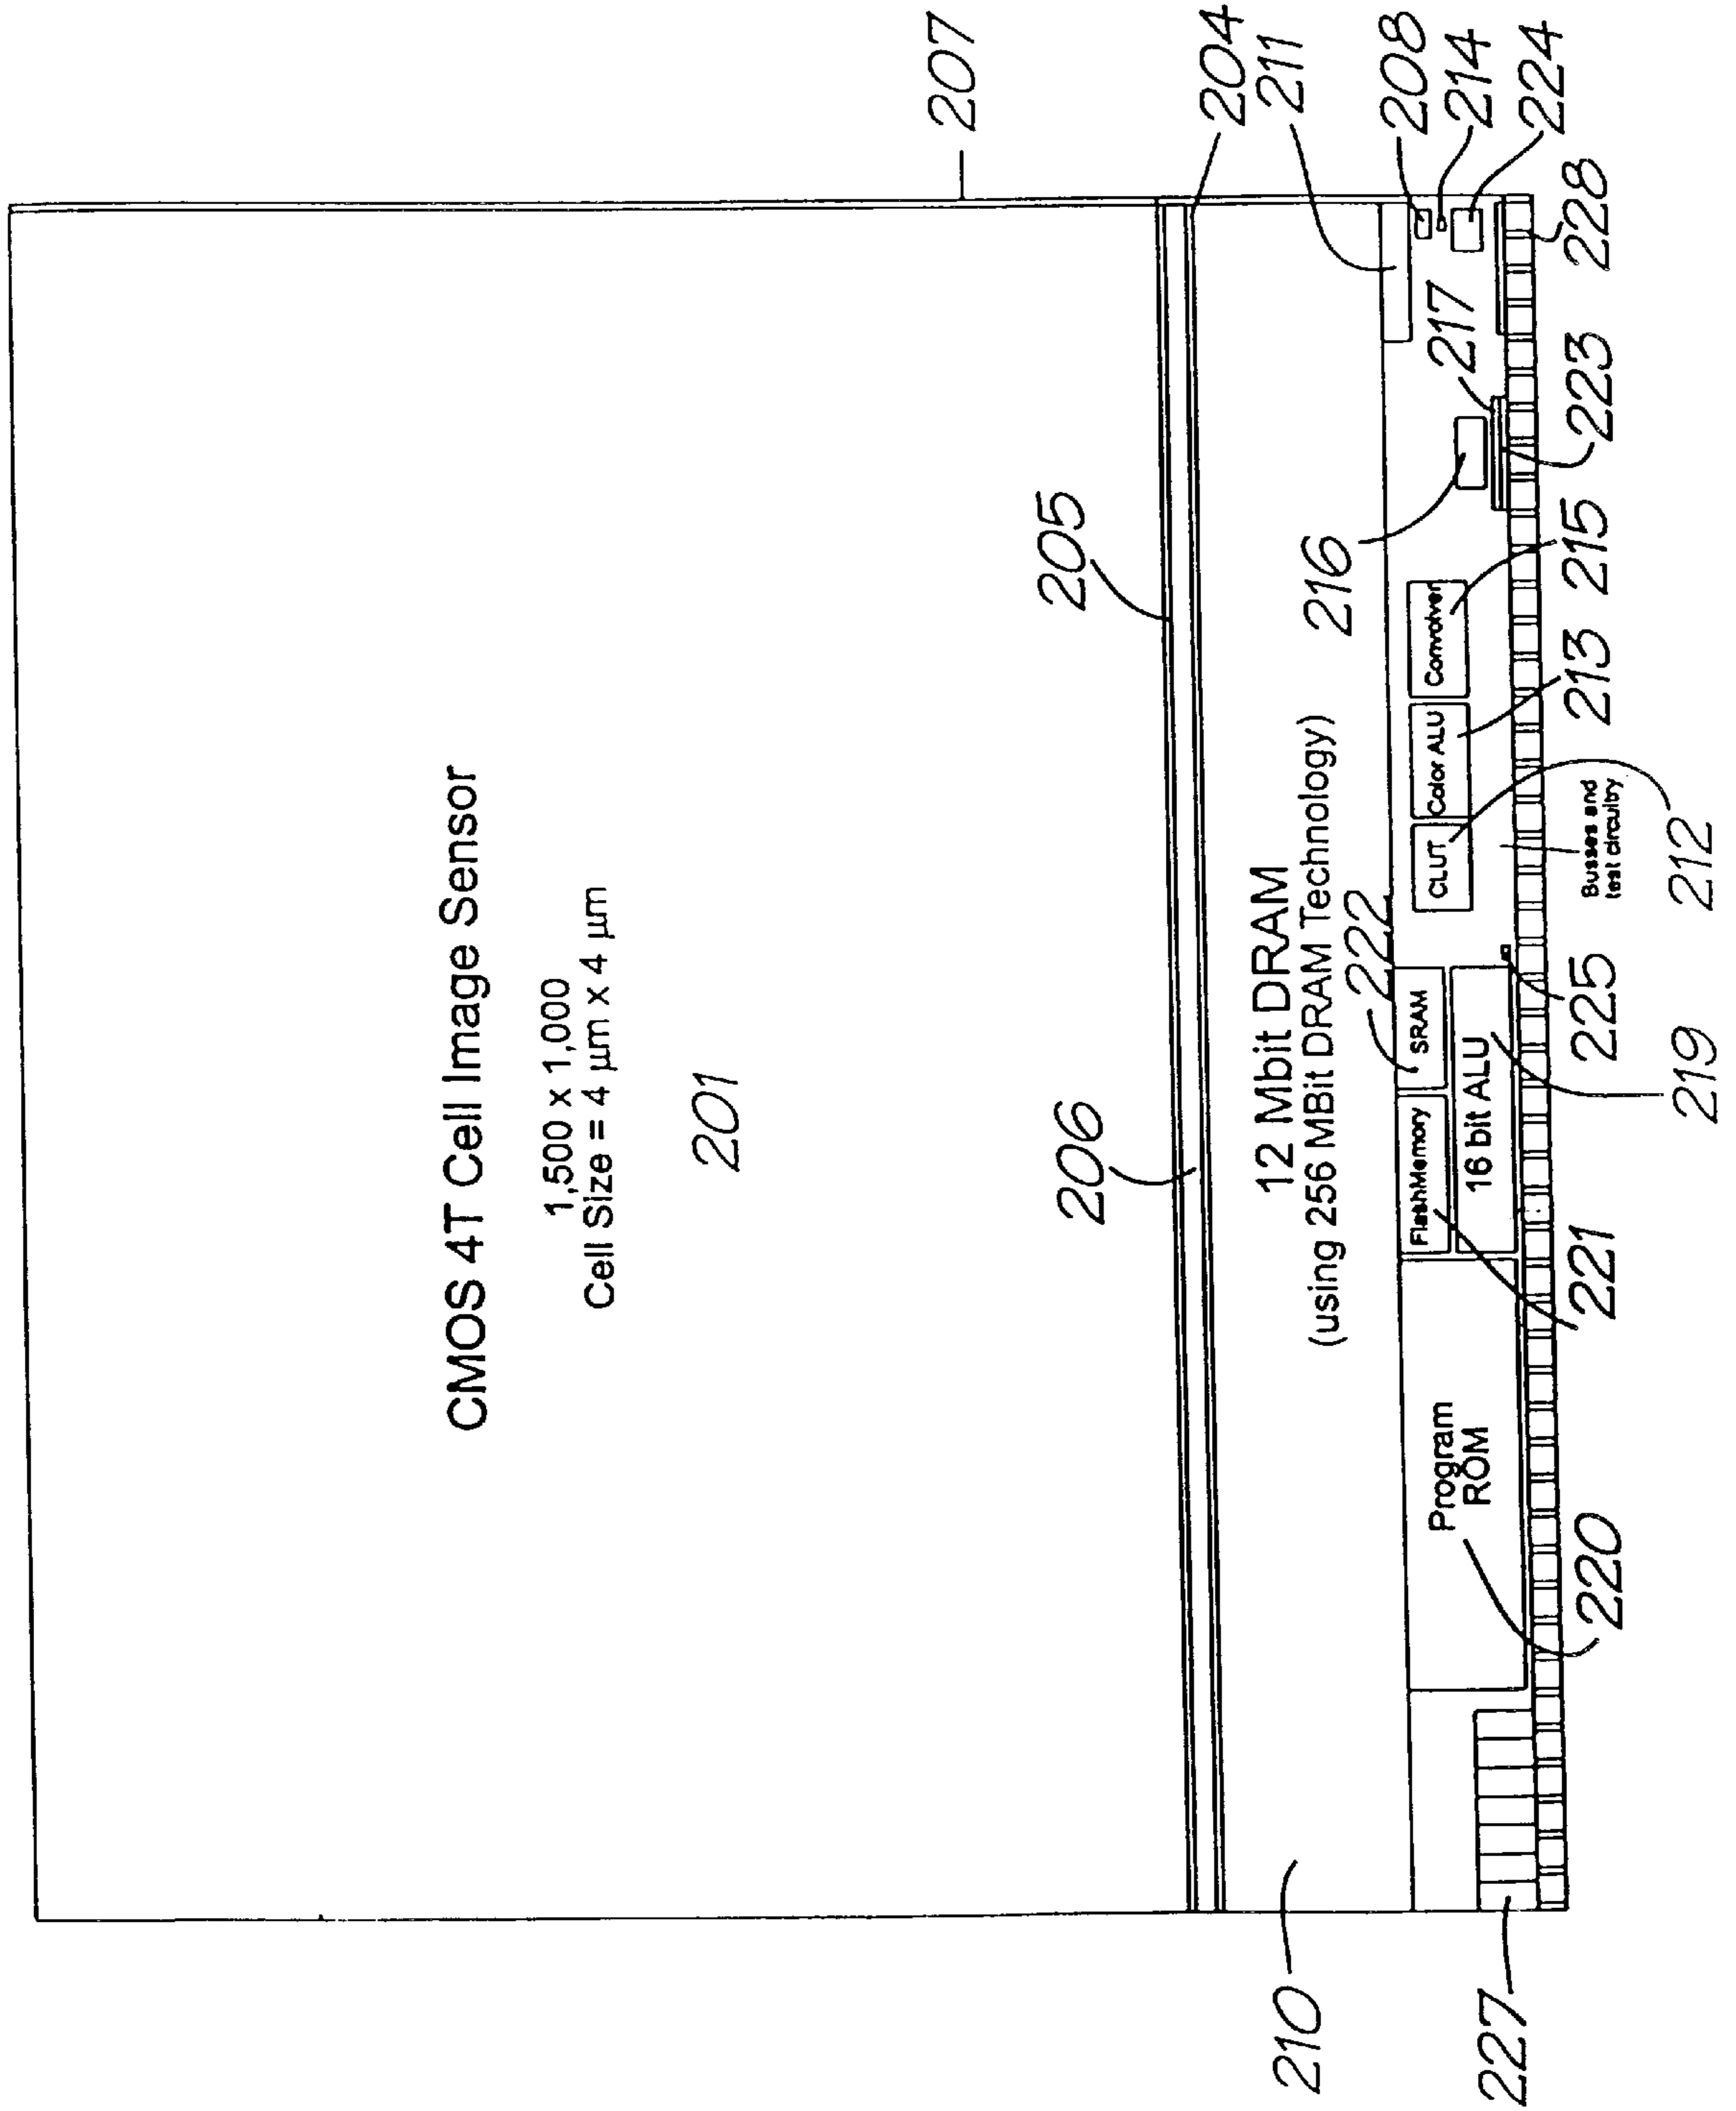 CMOS 4T Cell Image Sensor
1,500 x 1,000
Cell Size = 4 µm x 4 µm
201
207
205
206
204
211
12 Mbit DRAM
(using 256 MBit DRAM Technology)
210
222
216
208
214
224
217
228
223
215
213
212
225
219
221
220
227
Program
ROM
FlashMemory
SRAM
16 bit ALU
CLUT
Color ALU
Convolver
Busses and
test circuitry